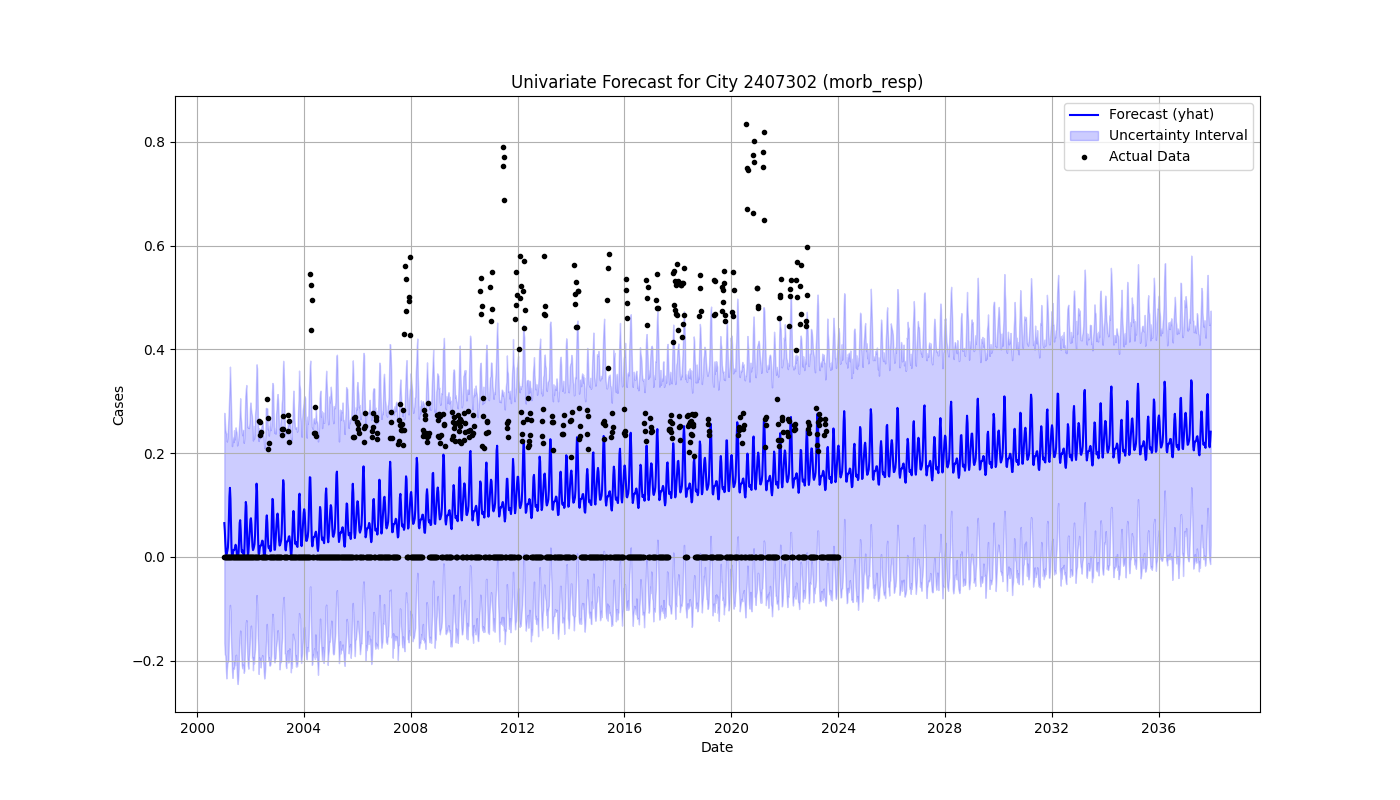 Univariate Forecast for City 2407302 (morb_resp)
Forecast (yhat)
Uncertainty Interval
Actual Data
Cases
0.8
0.6
0.4
0.2
0.0
−0.2
2000 2004 2008 2012 2016 2020 2024 2028 2032 2036
Date